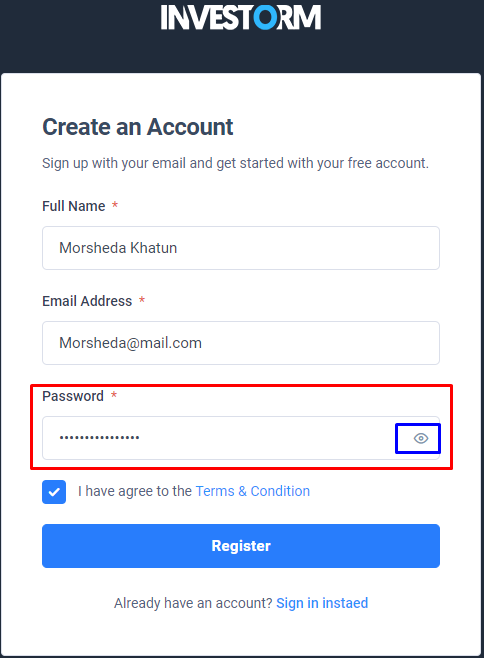 INVESTORM
Create an Account
Sign up with your email and get started with your free account.
Full Name *
Morsheda Khatun
Email Address *
Morsheda@mail.com
Password *
••••••••••••••••
I have agree to the Terms & Condition
Register
Already have an account? Sign in instaed